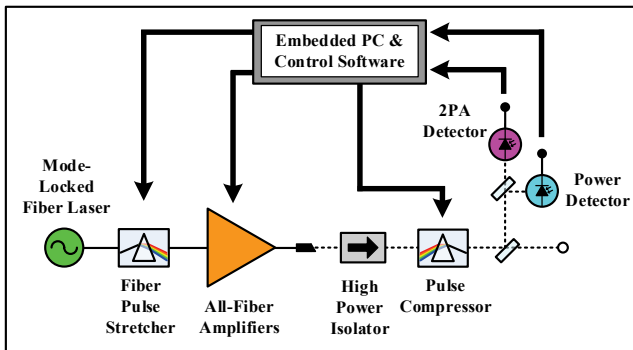 Embedded PC &
Control Software
2PA
Detector
Mode-
Locked
Fiber Laser
Power
Detector
Fiber
Pulse
Stretcher
All-Fiber
Amplifiers
High
Power
Isolator
Pulse
Compressor